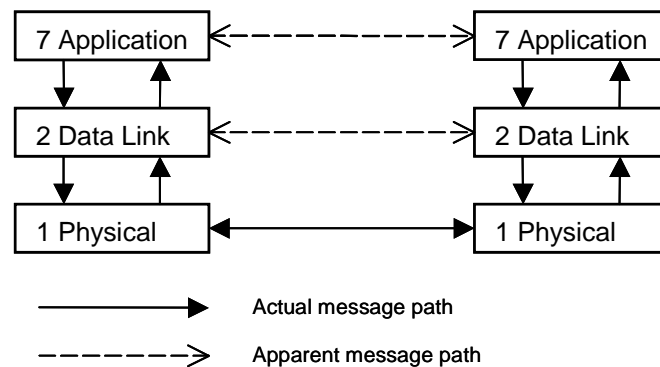 7 Application
7 Application
2 Data Link
2 Data Link
1 Physical
1 Physical
Actual message path
Apparent message path